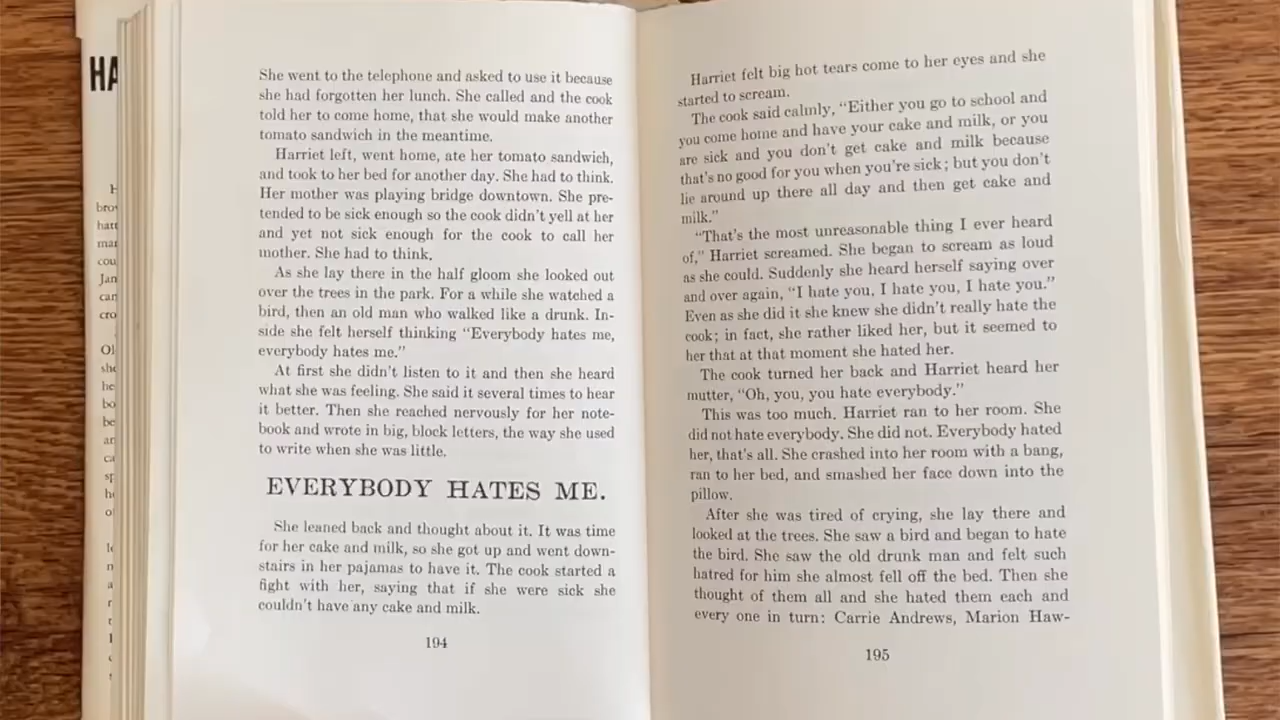 HA
She went to the telephone and asked to use it because
she had forgotten her lunch. She called and the cook
told her to come home, that she would make another
tomato sandwich in the meantime.
Harriet left, went home, ate her tomato sandwich,
and took to her bed for another day. She had to think.
Her mother was playing bridge downtown. She pre-
tended to be sick enough so the cook didn't yell at her
and yet not sick enough for the cook to call her
mother. She had to think.
As she lay there in the half gloom she looked out
over the trees in the park. For a while she watched a
bird, then an old man who walked like a drunk. In-
side she felt herself thinking “Everybody hates me,
everybody hates me.”
At first she didn't listen to it and then she heard
what she was feeling. She said it several times to hear
it better. Then she reached nervously for her note-
book and wrote in big, block letters, the way she used
to write when she was little.
EVERYBODY HATES ME.
She leaned back and thought about it. It was time
for her cake and milk, so she got up and went down-
stairs in her pajamas to have it. The cook started a
fight with her, saying that if she were sick she
couldn't have any cake and milk.
194
Harriet felt big hot tears come to her eyes and she
started to scream.
The cook said calmly, “Either you go to school and
you come home and have your cake and milk, or you
are sick and you don't get cake and milk because
that's no good for you when you're sick; but you don't
lie around up there all day and then get cake and
milk.”
“That's the most unreasonable thing I ever heard
of,” Harriet screamed. She began to scream as loud
as she could. Suddenly she heard herself saying over
and over again, “I hate you, I hate you, I hate you.”
Even as she did it she knew she didn't really hate the
cook; in fact, she rather liked her, but it seemed to
her that at that moment she hated her.
The cook turned her back and Harriet heard her
mutter, “Oh, you, you hate everybody.”
This was too much. Harriet ran to her room. She
did not hate everybody. She did not. Everybody hated
her, that's all. She crashed into her room with a bang,
ran to her bed, and smashed her face down into the
pillow.
After she was tired of crying, she lay there and
looked at the trees. She saw a bird and began to hate
the bird. She saw the old drunk man and felt such
hatred for him she almost fell off the bed. Then she
thought of them all and she hated them each and
every one in turn: Carrie Andrews, Marion Haw-
195